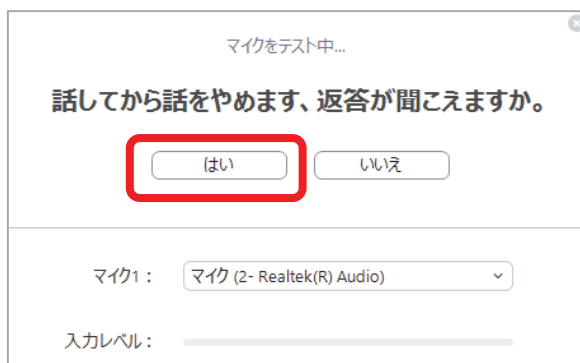 マイクをテスト中...
話してから話をやめます、返答が聞こえますか。
はい いいえ
マイク1： マイク (2- Realtek(R) Audio)
入力レベル：